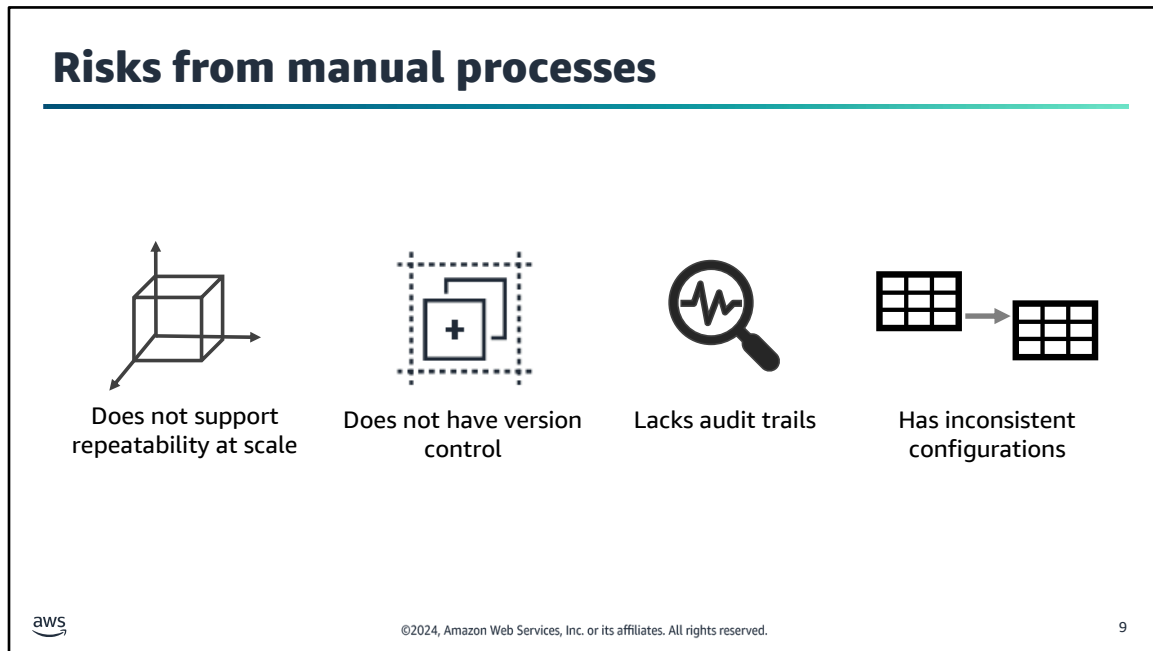 Risks from manual processes
Does not support
repeatability at scale
Does not have version
control
Lacks audit trails
Has inconsistent
configurations
aws
©2024, Amazon Web Services, Inc. or its affiliates. All rights reserved.
9